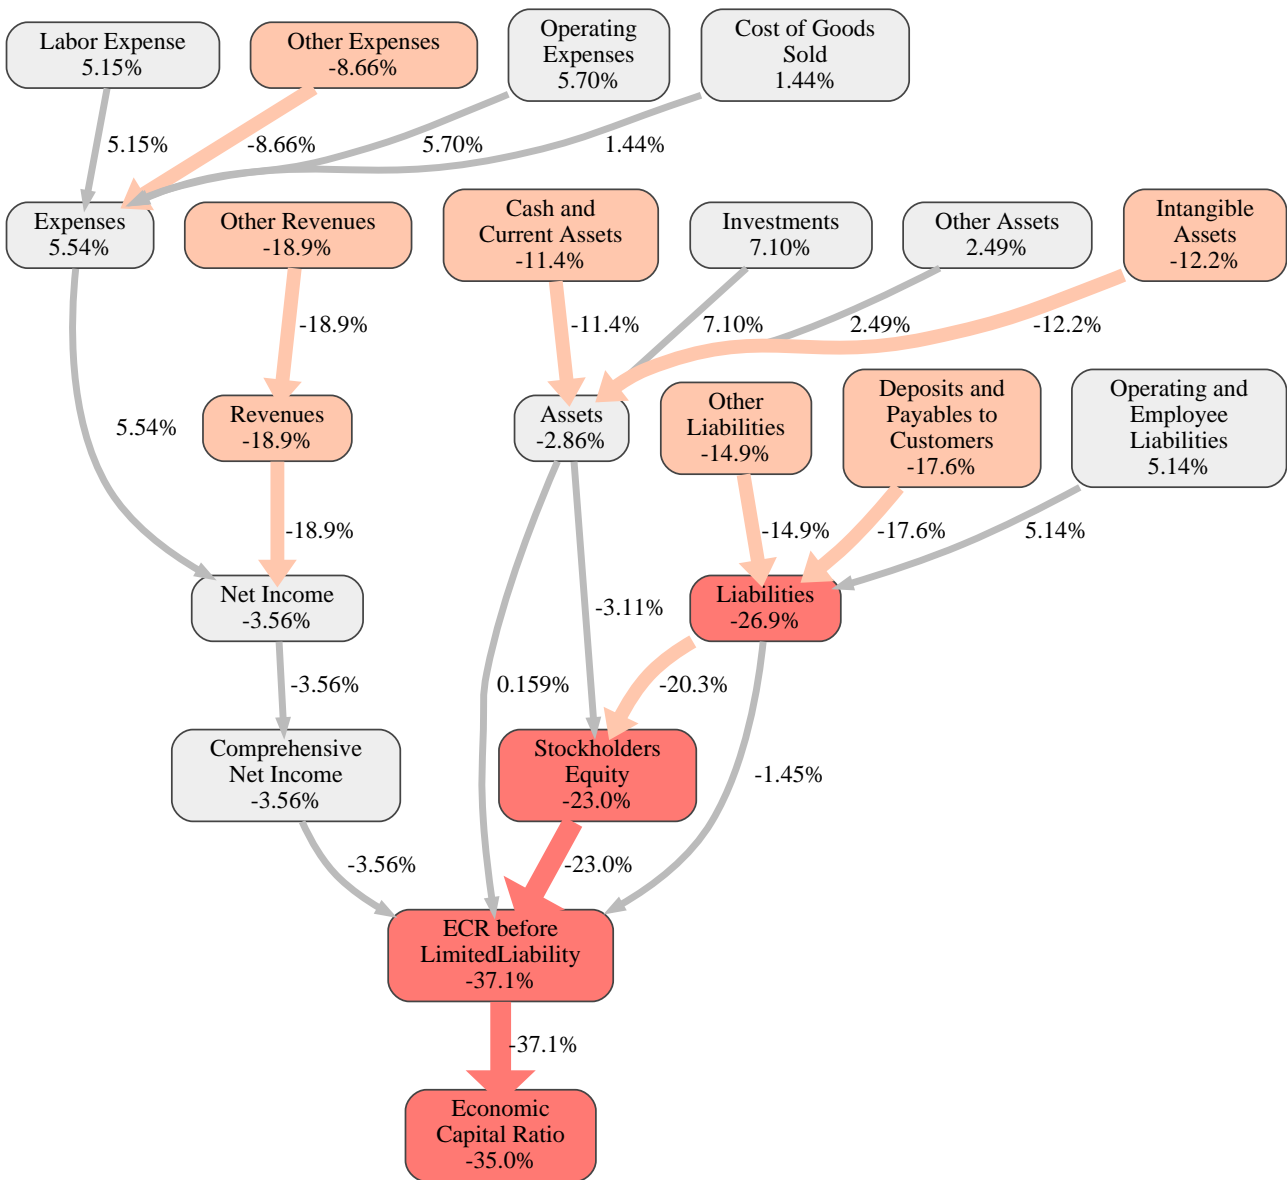 Labor Expense
5.15%
Other Expenses
-8.66%
Operating
Expenses
5.70%
Cost of Goods
Sold
1.44%
5.15%
-8.66%
5.70%
1.44%
Expenses
5.54%
Other Revenues
-18.9%
Cash and
Current Assets
-11.4%
Investments
7.10%
Other Assets
2.49%
Intangible
Assets
-12.2%
-18.9%
-11.4%
7.10%
2.49%
-12.2%
5.54%
Revenues
-18.9%
Assets
-2.86%
Other
Liabilities
-14.9%
Deposits and
Payables to
Customers
-17.6%
Operating and
Employee
Liabilities
5.14%
-18.9%
-14.9%
-17.6%
5.14%
Net Income
-3.56%
-3.11%
Liabilities
-26.9%
-3.56%
0.159%
-20.3%
Comprehensive
Net Income
-3.56%
Stockholders
Equity
-23.0%
-1.45%
-3.56%
-23.0%
ECR before
LimitedLiability
-37.1%
-37.1%
Economic
Capital Ratio
-35.0%